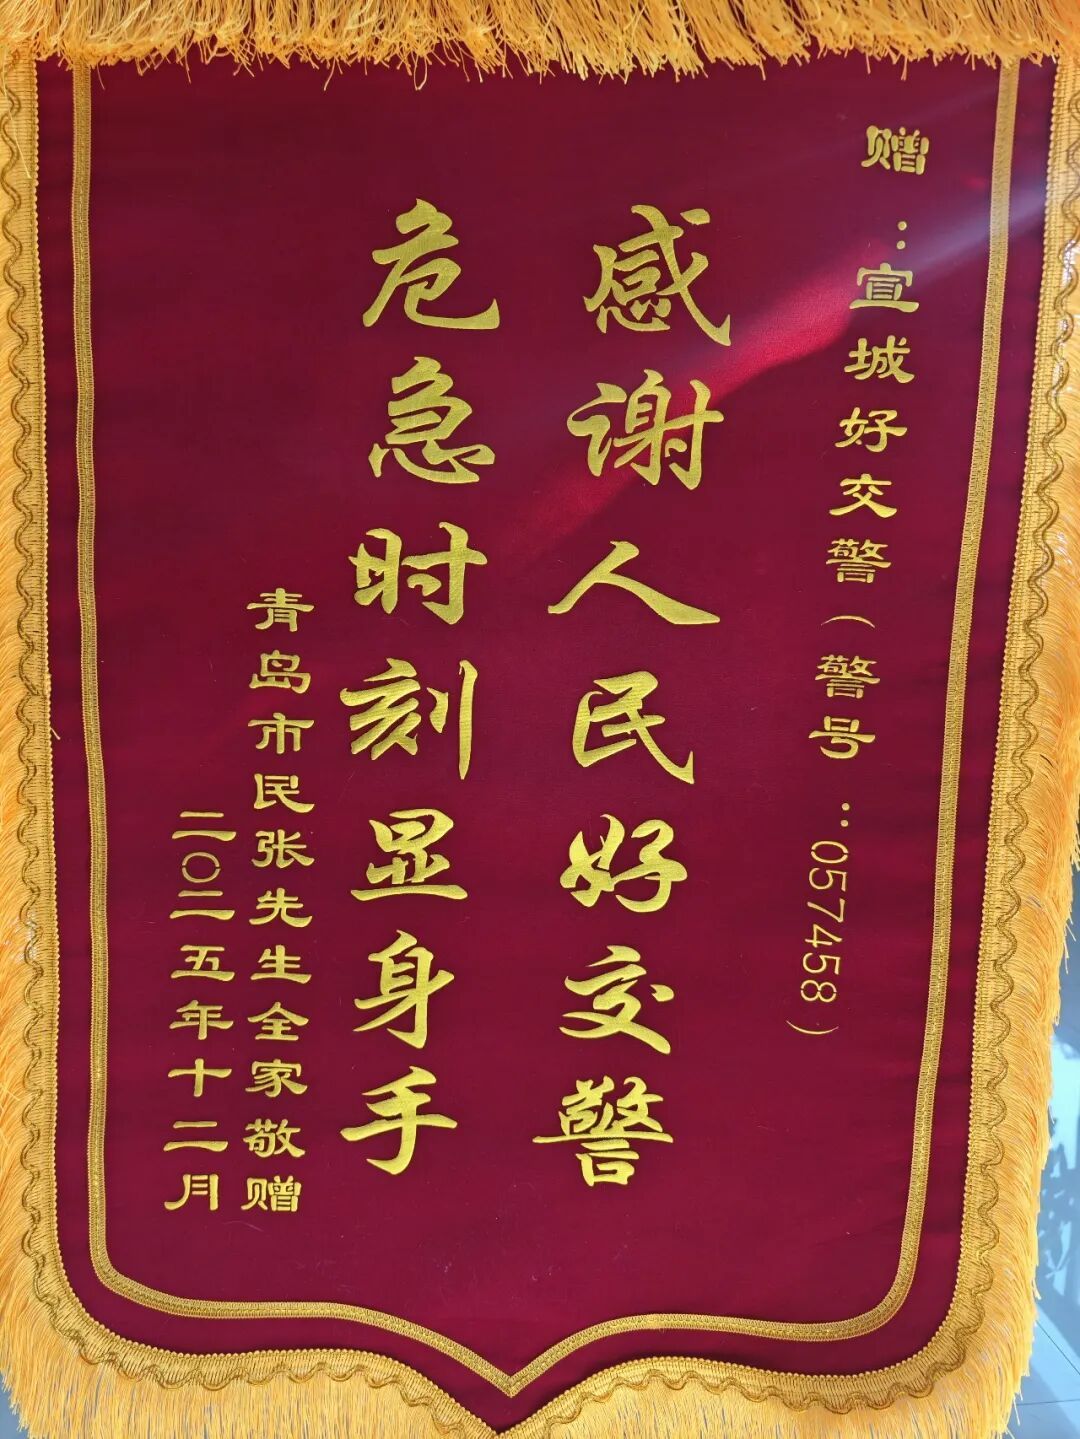 赠：宣城好交警（警号：057458）
感谢人民好交警
危急时刻显身手
青岛市民张先生全家敬赠
二〇二五年十二月